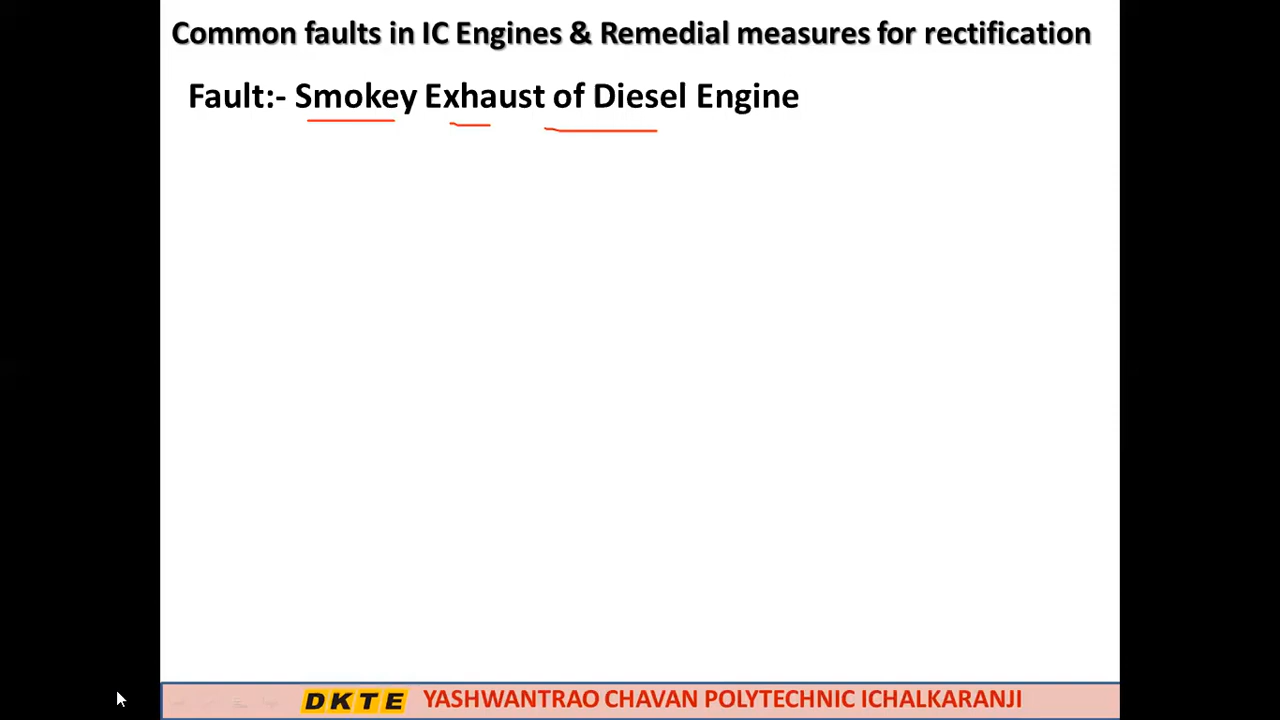 Common faults in IC Engines & Remedial measures for rectification
Fault:- Smokey Exhaust of Diesel Engine
DKTE YASHWANTRAO CHAVAN POLYTECHNIC ICHALKARANJI